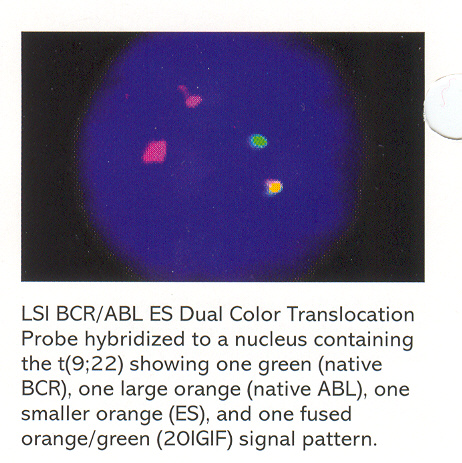 LSI BCR/ABL ES Dual Color Translocation
Probe hybridized to a nucleus containing
the t(9;22) showing one green (native
BCR), one large orange (native ABL), one
smaller orange (ES), and one fused
orange/green (2OIGIF) signal pattern.